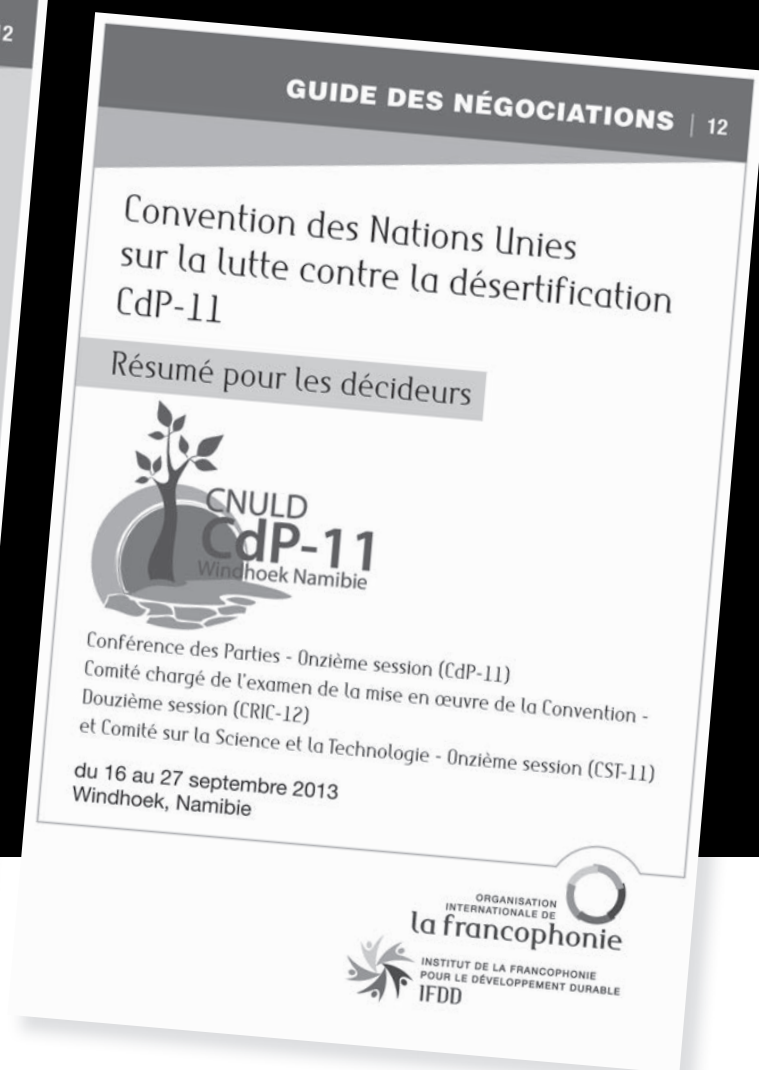 2
GUIDE DES NÉGOCIATIONS | 12
Convention des Nations Unies
sur la lutte contre la désertification
CdP-11
Résumé pour les décideurs
CNULD
CdP-11
Windhoek Namibie
Conférence des Parties - Onzième session (CdP-11)
Comité chargé de l'examen de la mise en œuvre de la Convention -
Douzième session (CRIC-12)
et Comité sur la Science et la Technologie - Onzième session (CST-11)
du 16 au 27 septembre 2013
Windhoek, Namibie
ORGANISATION
INTERNATIONALE DE
la francophonie
INSTITUT DE LA FRANCOPHONIE
POUR LE DÉVELOPPEMENT DURABLE
IFDD